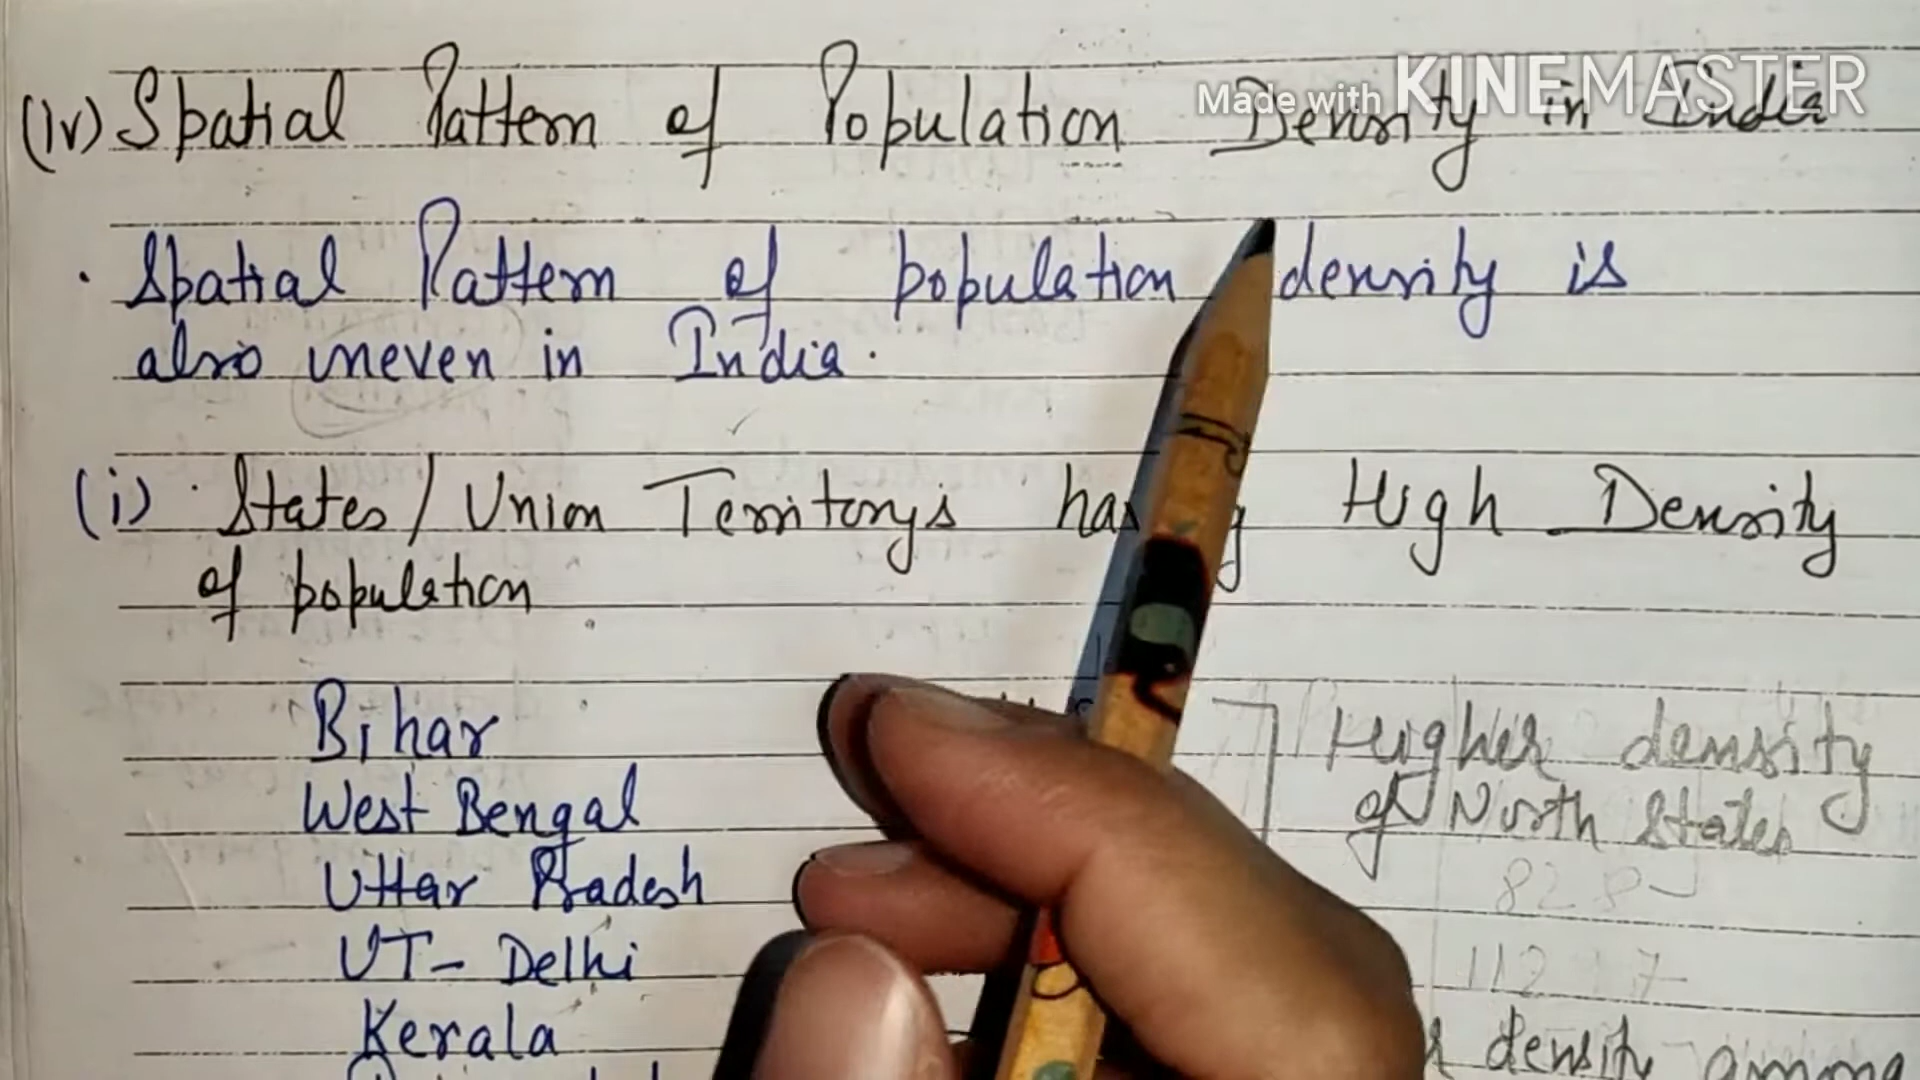 Made with KINEMASTER
(iv) Spatial Pattern of Population Density in India
· Spatial Pattern of population density is
also uneven in India.
(i) · States / Union Territorys having High Density
of population
Bihar
West Bengal
Uttar Pradesh
UT- Delhi
Kerala
Higher density
of North States
828
density among